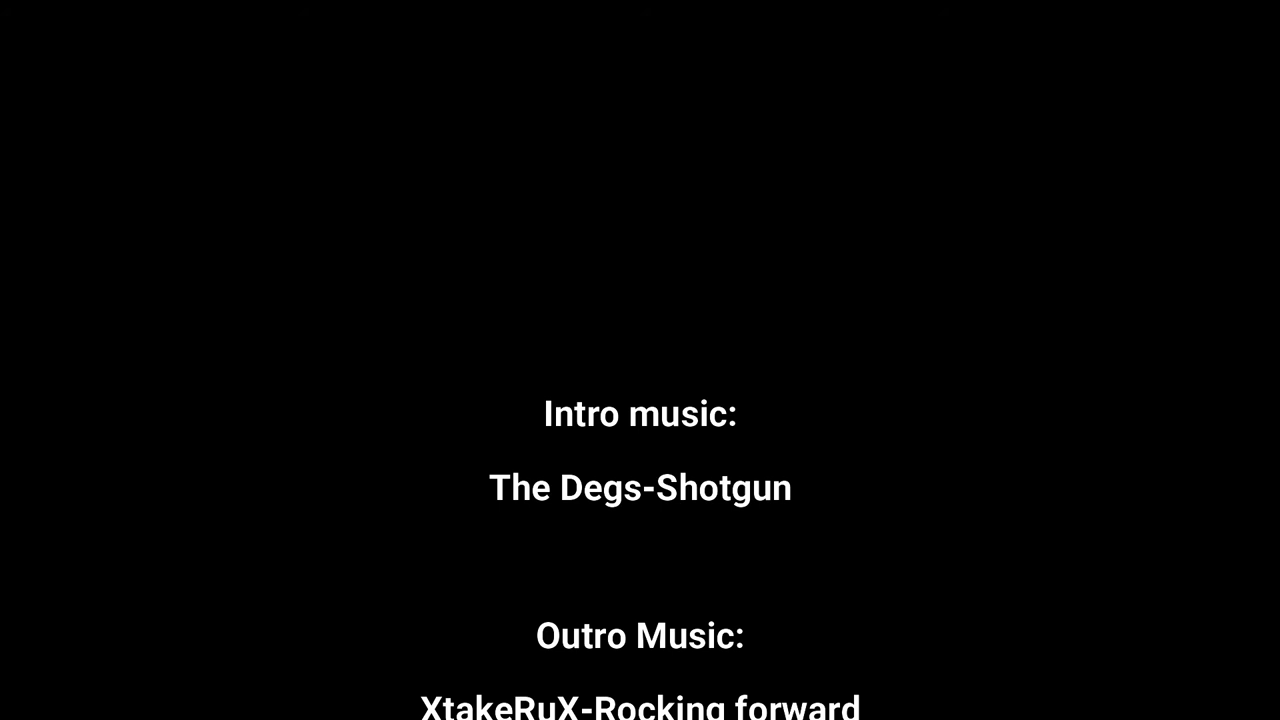 Intro music:
The Degs-Shotgun
Outro Music:
XtakeRuX-Rocking forward